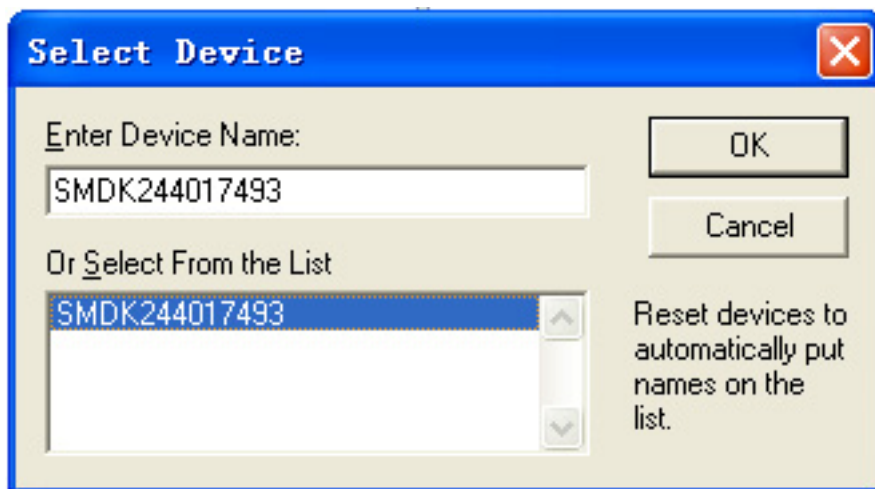 Select Device
Enter Device Name:
OK
SMDK244017493
Cancel
Or Select From the List
SMDK244017493
Reset devices to
automatically put
names on the
list.